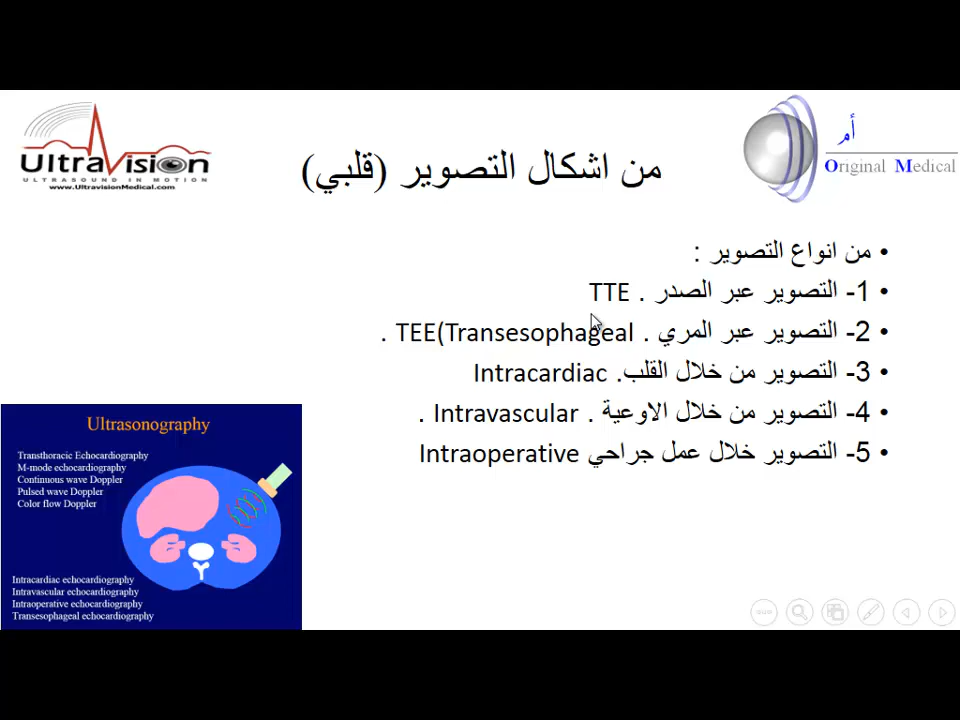 UltraVision
ULTRASOUND IN MOTION
www.UltravisionMedical.com
أم
Original Medical
من اشكال التصوير (قلبي)
• من انواع التصوير :
• 1- التصوير عبر الصدر . TTE
• 2- التصوير عبر المري . TEE(Transesophageal .
• 3- التصوير من خلال القلب. Intracardiac
• 4- التصوير من خلال الاوعية . Intravascular .
• 5- التصوير خلال عمل جراحي Intraoperative
Ultrasonography
Transthoracic Echocardiography
M-mode echocardiography
Continuous wave Doppler
Pulsed wave Doppler
Color flow Doppler
Intracardiac echocardiography
Intravascular echocardiography
Intraoperative echocardiography
Transesophageal echocardiography